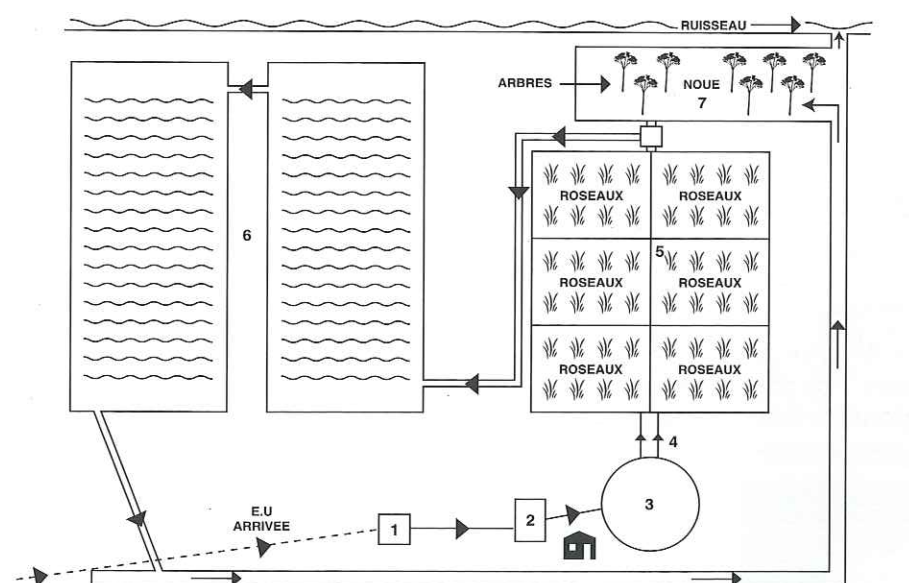 RUISSEAU
ARBRES
NOUE
7
ROSEAUX
ROSEAUX
6
5
ROSEAUX
ROSEAUX
ROSEAUX
ROSEAUX
4
3
E.U
ARRIVEE
1
2